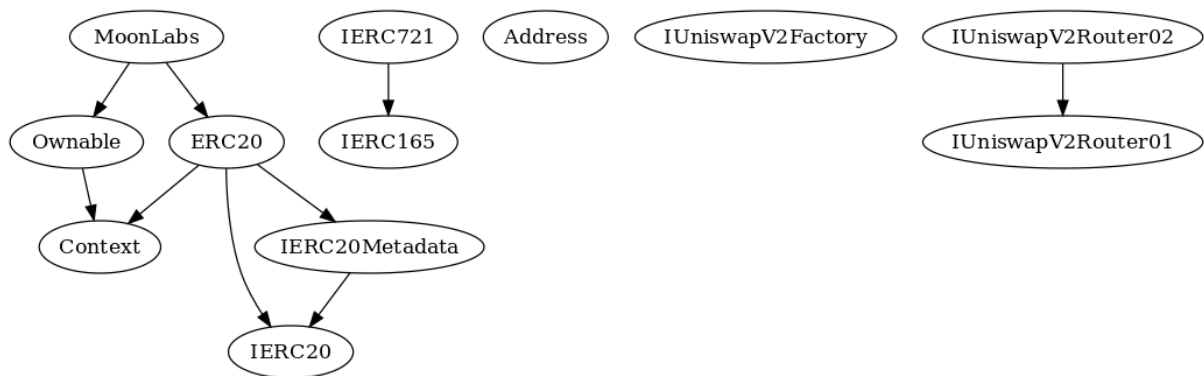 MoonLabs
IERC721
Address
IUniswapV2Factory
IUniswapV2Router02
Ownable
ERC20
IERC165
IUniswapV2Router01
Context
IERC20Metadata
IERC20